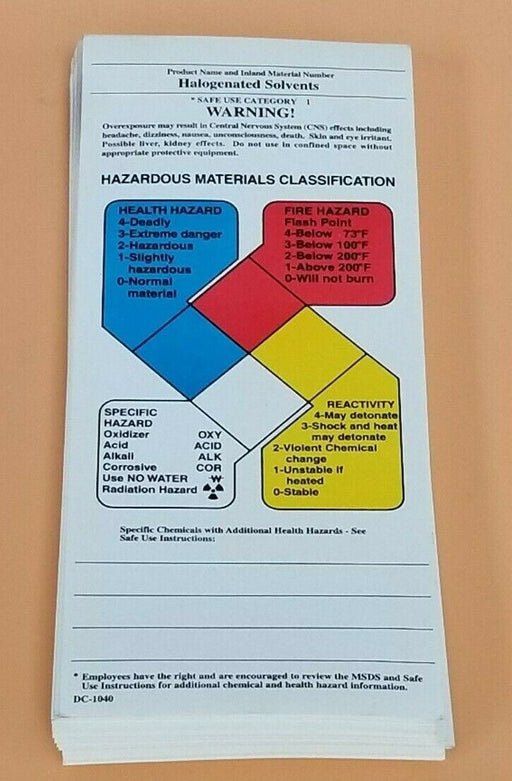 Product Name and Inland Material Number
Halogenated Solvents
* SAFE USE CATEGORY 1
WARNING!
Overexposure may result in Central Nervous System (CNS) effects including
headache, dizziness, nausea, unconsciousness, death. Skin and eye irritant.
Possible liver, kidney effects. Do not use in confined space without
appropriate protective equipment.
HAZARDOUS MATERIALS CLASSIFICATION
HEALTH HAZARD
4-Deadly
3-Extreme danger
2-Hazardous
1-Slightly
hazardous
0-Normal
material
FIRE HAZARD
Flash Point
4-Below 73°F
3-Below 100°F
2-Below 200°F
1-Above 200°F
0-Will not burn
SPECIFIC
HAZARD
Oxidizer OXY
Acid ACID
Alkali ALK
Corrosive COR
Use NO WATER W
Radiation Hazard
REACTIVITY
4-May detonate
3-Shock and heat
may detonate
2-Violent Chemical
change
1-Unstable if
heated
0-Stable
Specific Chemicals with Additional Health Hazards - See
Safe Use Instructions:
* Employees have the right and are encouraged to review the MSDS and Safe
Use Instructions for additional chemical and health hazard information.
DC-1040